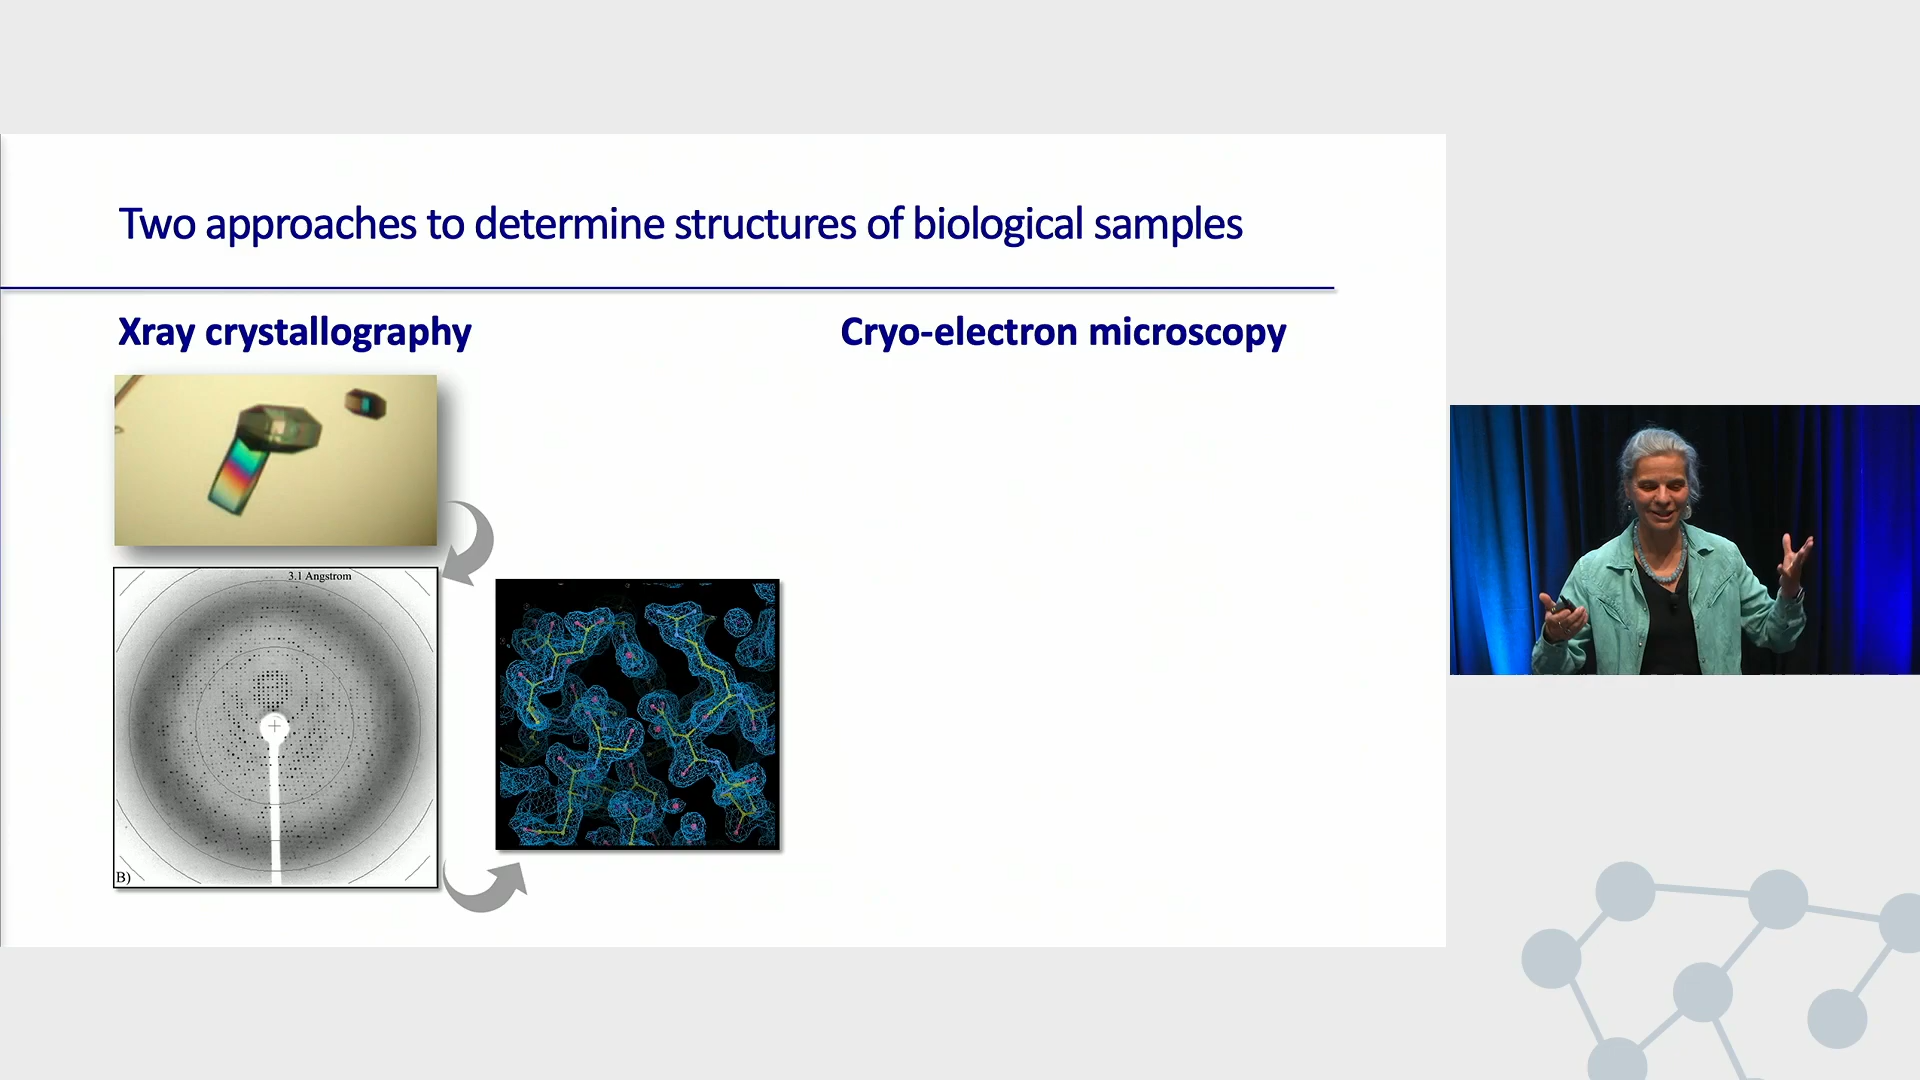 Two approaches to determine structures of biological samples
Xray crystallography
Cryo-electron microscopy
3.1 Angstrom
B)